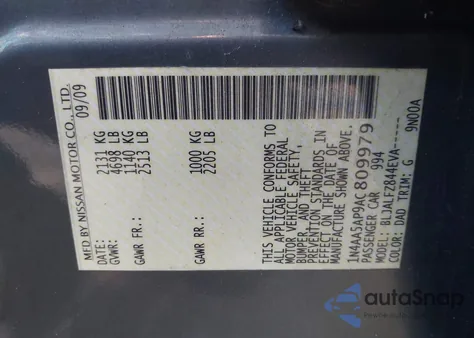 MFD BY NISSAN MOTOR CO., LTD.
09/09
GVWR: 2131 KG
4698 LB
GAWR FR.: 1140 KG
2513 LB
GAWR RR.: 1000 KG
2205 LB
THIS VEHICLE CONFORMS TO
ALL APPLICABLE FEDERAL
MOTOR VEHICLE SAFETY,
BUMPER, AND THEFT
PREVENTION STANDARDS IN
EFFECT ON THE DATE OF
MANUFACTURE SHOWN ABOVE.
1N4AA5AP9AC809979
PASSENGER CAR 994
MODEL: BLJALFZ844EVA-----
COLOR: DAD TRIM: G 9N00A
autoSnap